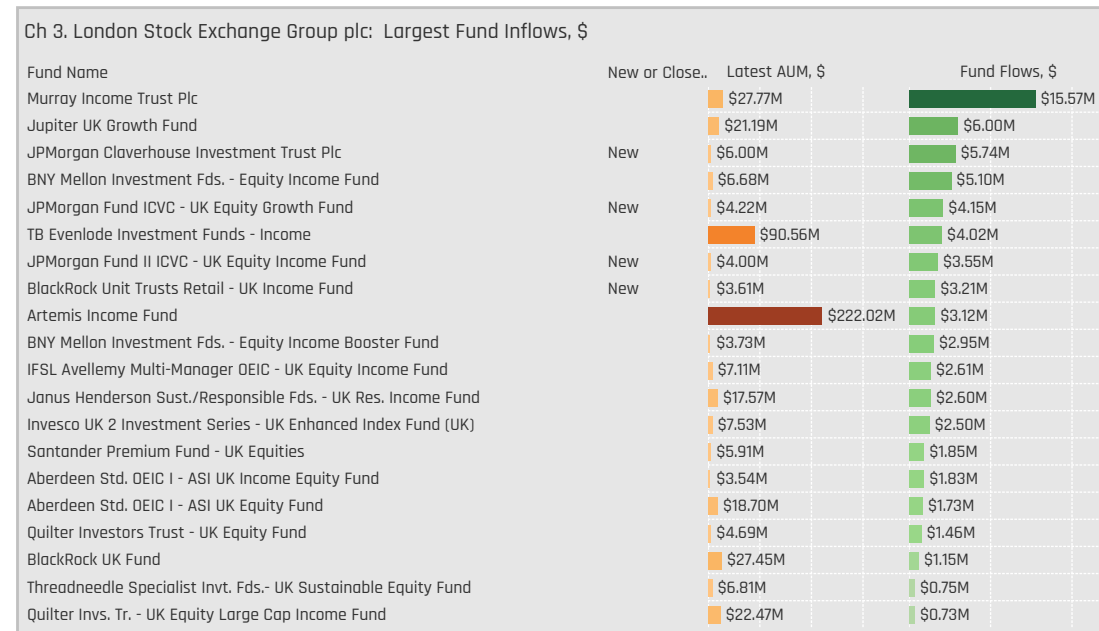 Ch 3. London Stock Exchange Group plc: Largest Fund Inflows, $
Fund Name New or Close.. Latest AUM, $ Fund Flows, $
Murray Income Trust Plc $27.77M $15.57M
Jupiter UK Growth Fund $21.19M $6.00M
JPMorgan Claverhouse Investment Trust Plc New $6.00M $5.74M
BNY Mellon Investment Fds. - Equity Income Fund $6.68M $5.10M
JPMorgan Fund ICVC - UK Equity Growth Fund New $4.22M $4.15M
TB Evenlode Investment Funds - Income $90.56M $4.02M
JPMorgan Fund II ICVC - UK Equity Income Fund New $4.00M $3.55M
BlackRock Unit Trusts Retail - UK Income Fund New $3.61M $3.21M
Artemis Income Fund $222.02M $3.12M
BNY Mellon Investment Fds. - Equity Income Booster Fund $3.73M $2.95M
IFSL Avellemy Multi-Manager OEIC - UK Equity Income Fund $7.11M $2.61M
Janus Henderson Sust./Responsible Fds. - UK Res. Income Fund $17.57M $2.60M
Invesco UK 2 Investment Series - UK Enhanced Index Fund (UK) $7.53M $2.50M
Santander Premium Fund - UK Equities $5.91M $1.85M
Aberdeen Std. OEIC I - ASI UK Income Equity Fund $3.54M $1.83M
Aberdeen Std. OEIC I - ASI UK Equity Fund $18.70M $1.73M
Quilter Investors Trust - UK Equity Fund $4.69M $1.46M
BlackRock UK Fund $27.45M $1.15M
Threadneedle Specialist Invt. Fds.- UK Sustainable Equity Fund $6.81M $0.75M
Quilter Invs. Tr. - UK Equity Large Cap Income Fund $22.47M $0.73M